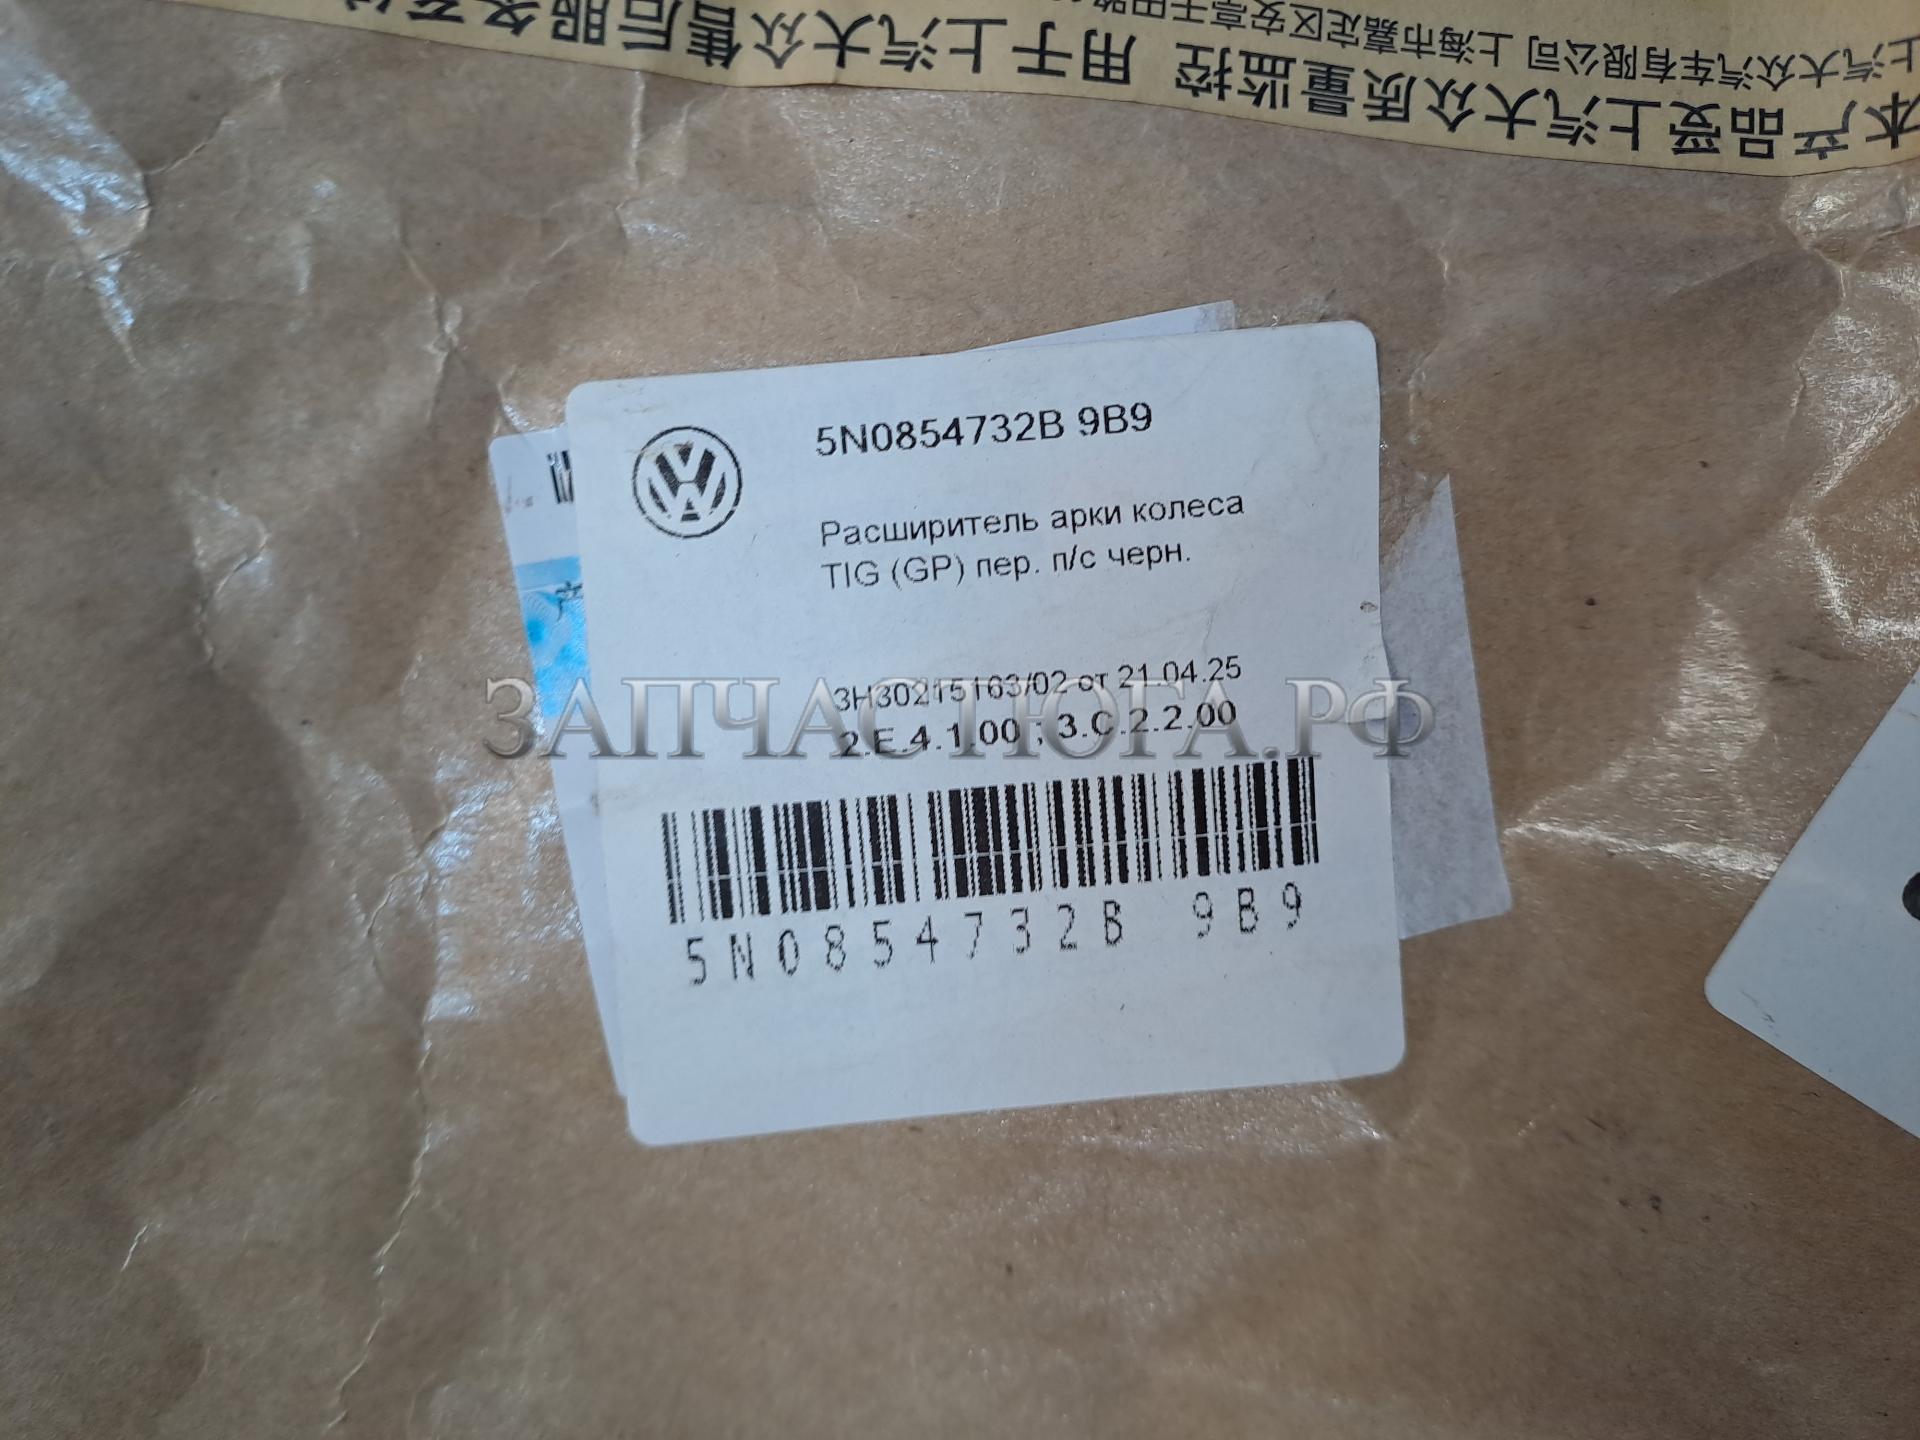 上汽大众汽车有限公司 上海市嘉定区安亭于田路
本产品受上汽大众质量监控 用于上汽大众售后服务
5N0854732B 9B9
Расширитель арки колеса
TIG (GP) пер. п/с черн.
ЗН30215163/02 от 21.04.25
2.E.4.1.00 ; 3.C.2.2.00
ЗАПЧАСТЮГА.РФ
5N0854732B 9B9